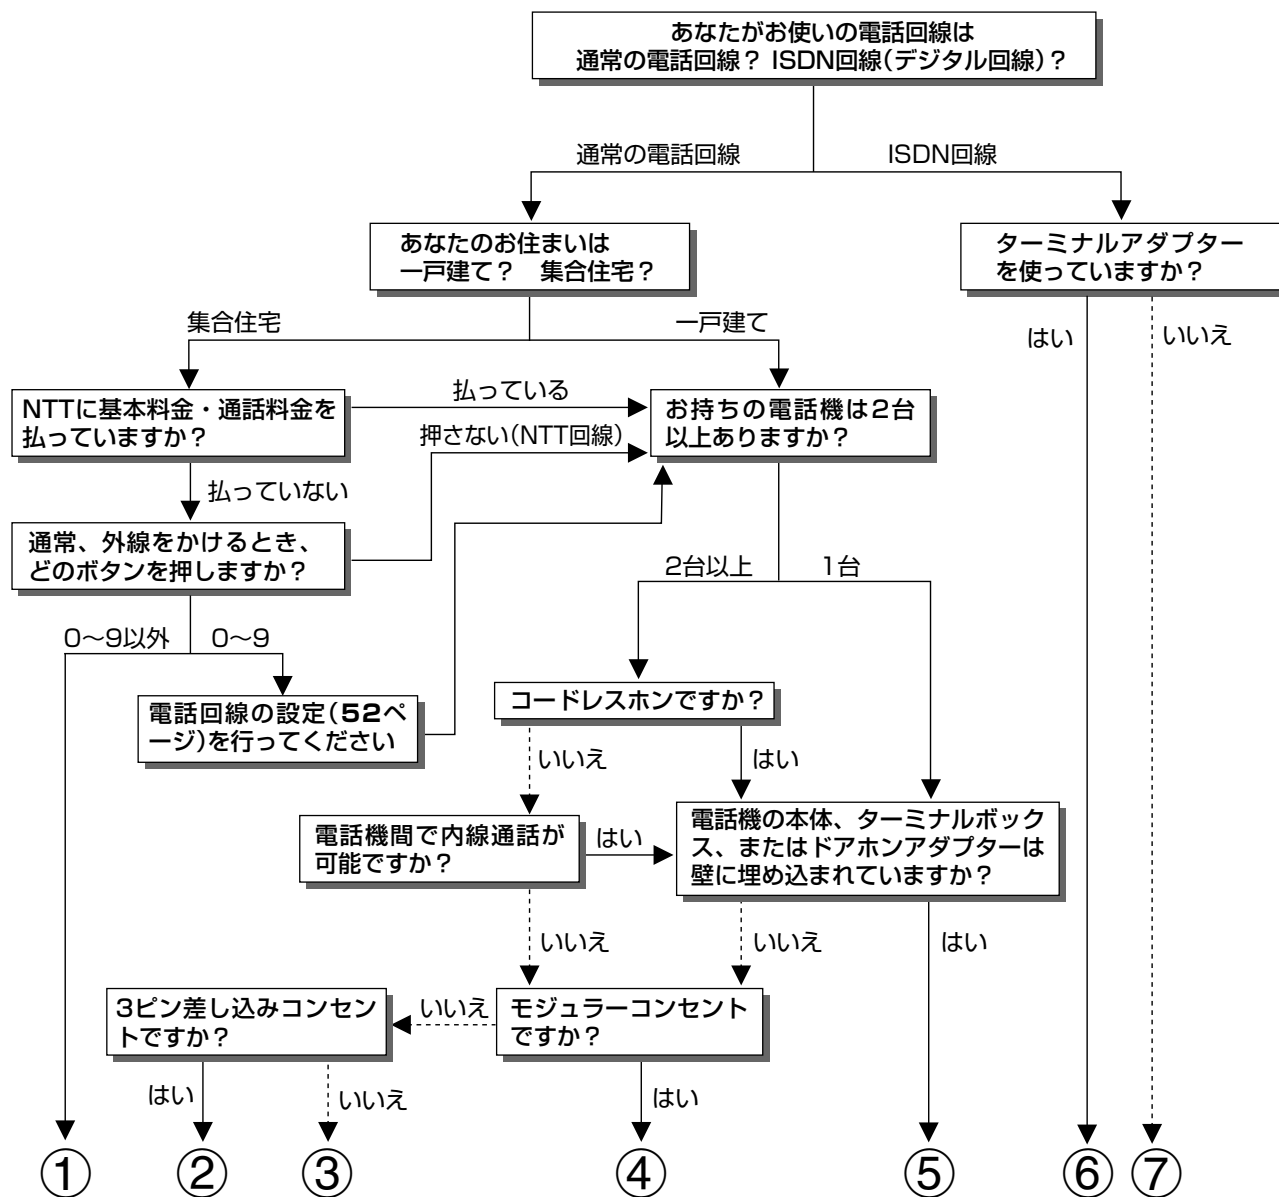 あなたがお使いの電話回線は
通常の電話回線？ ISDN回線（デジタル回線）？
通常の電話回線
ISDN回線
あなたのお住まいは
一戸建て？　集合住宅？
ターミナルアダプター
を使っていますか？
集合住宅
一戸建て
はい
いいえ
NTTに基本料金・通話料金を
払っていますか？
払っている
お持ちの電話機は2台
以上ありますか？
押さない（NTT回線）
払っていない
通常、外線をかけるとき、
どのボタンを押しますか？
2台以上
1台
0～9以外
0～9
電話回線の設定（52ペ
ージ）を行ってください
コードレスホンですか？
いいえ
はい
電話機間で内線通話が
可能ですか？
はい
電話機の本体、ターミナルボック
ス、またはドアホンアダプターは
壁に埋め込まれていますか？
いいえ
いいえ
はい
3ピン差し込みコンセン
トですか？
いいえ
モジュラーコンセント
ですか？
はい
いいえ
はい
①
②
③
④
⑤
⑥
⑦